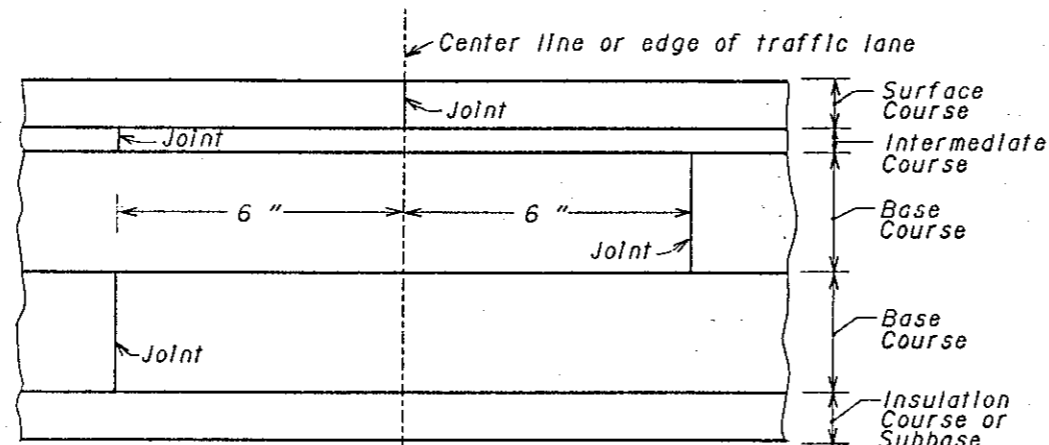 Center line or edge of traffic lane
Joint
Surface
Course
Joint
Intermediate
Course
6 "
6 "
Base
Course
Joint
Base
Course
Joint
Insulation
Course or
Subbase